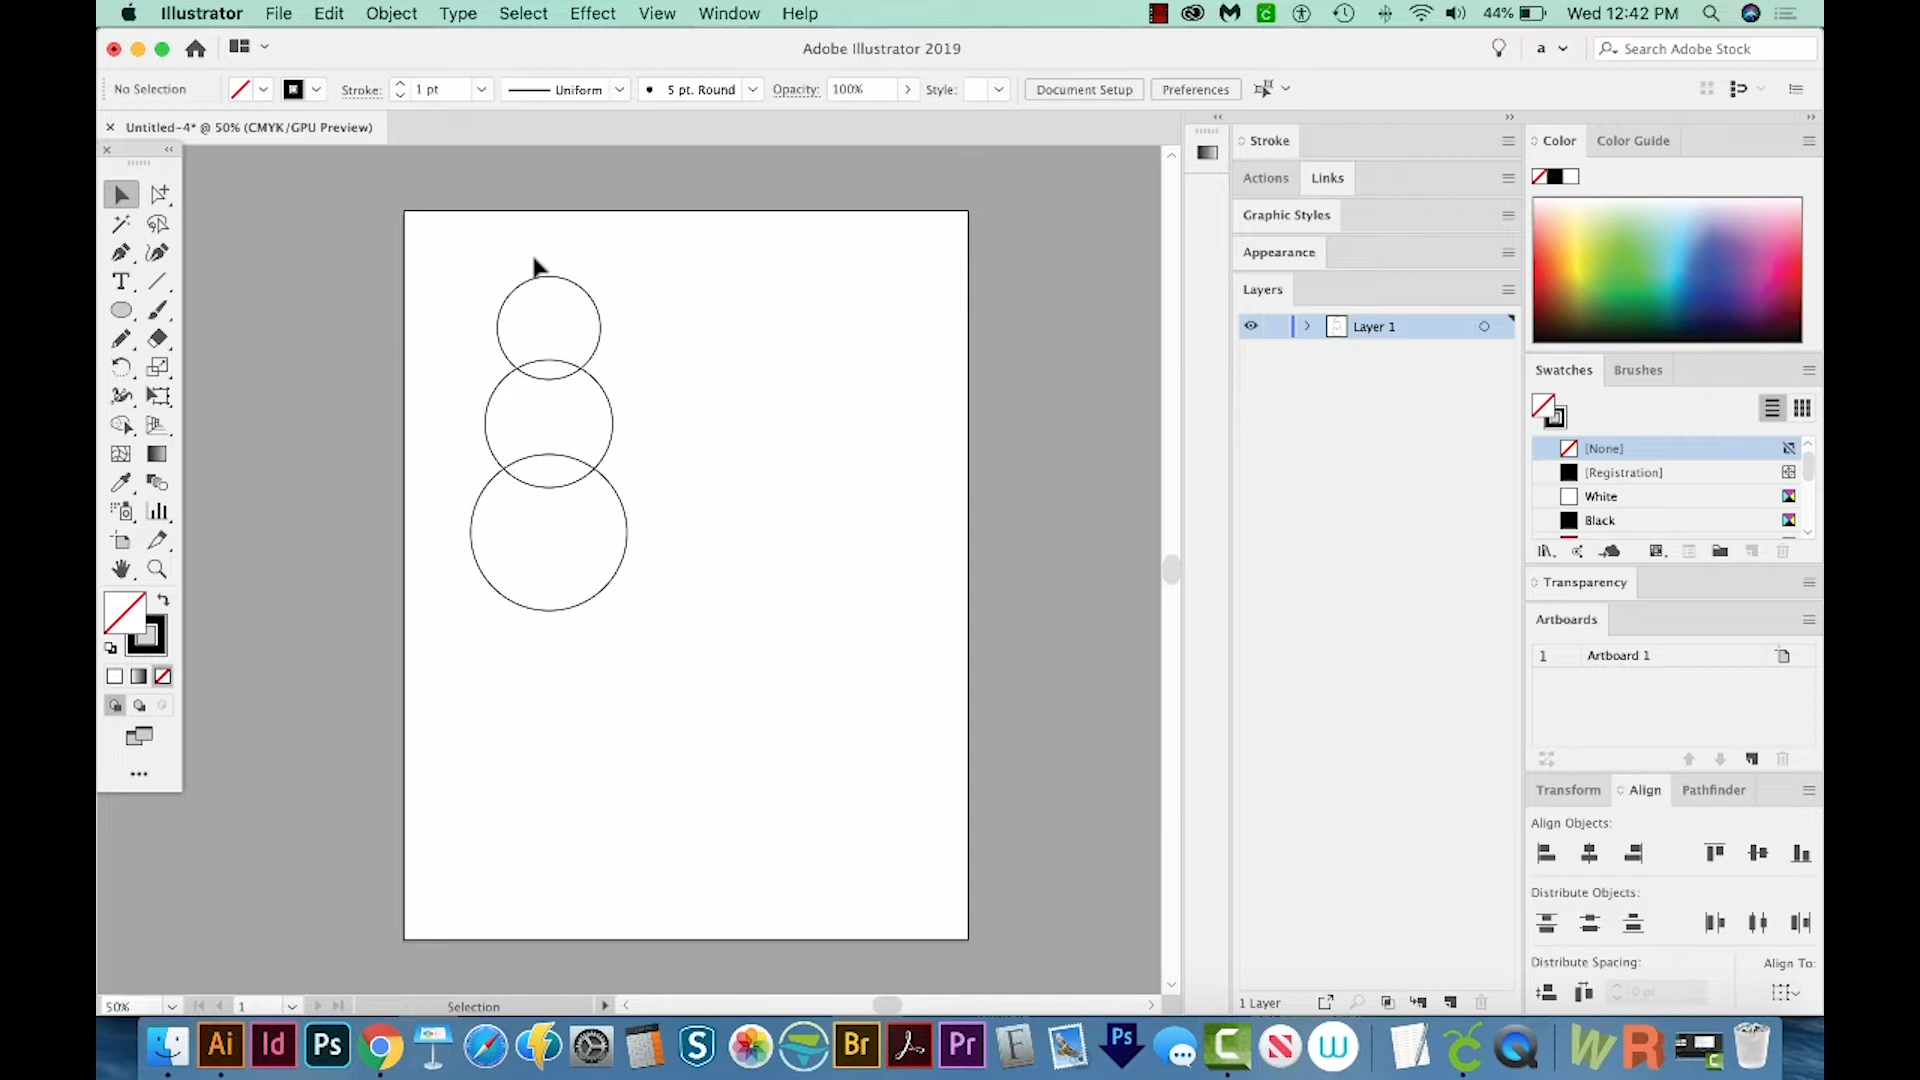 Illustrator File Edit Object Type Select Effect View Window Help 44% Wed 12:42 PM
Adobe Illustrator 2019 a Search Adobe Stock
No Selection Stroke: 1 pt Uniform 5 pt. Round Opacity: 100% Style: Document Setup Preferences
Untitled-4* @ 50% (CMYK/GPU Preview)
Stroke
Actions Links
Graphic Styles
Appearance
Layers
Layer 1
Color Color Guide
Swatches Brushes
[None]
[Registration]
White
Black
Transparency
Artboards
1 Artboard 1
Transform Align Pathfinder
Align Objects:
Distribute Objects:
Distribute Spacing: Align To:
0 pt
50% 1 Selection
1 Layer
Ai Id Ps S Br Pr F Ps C N W W R